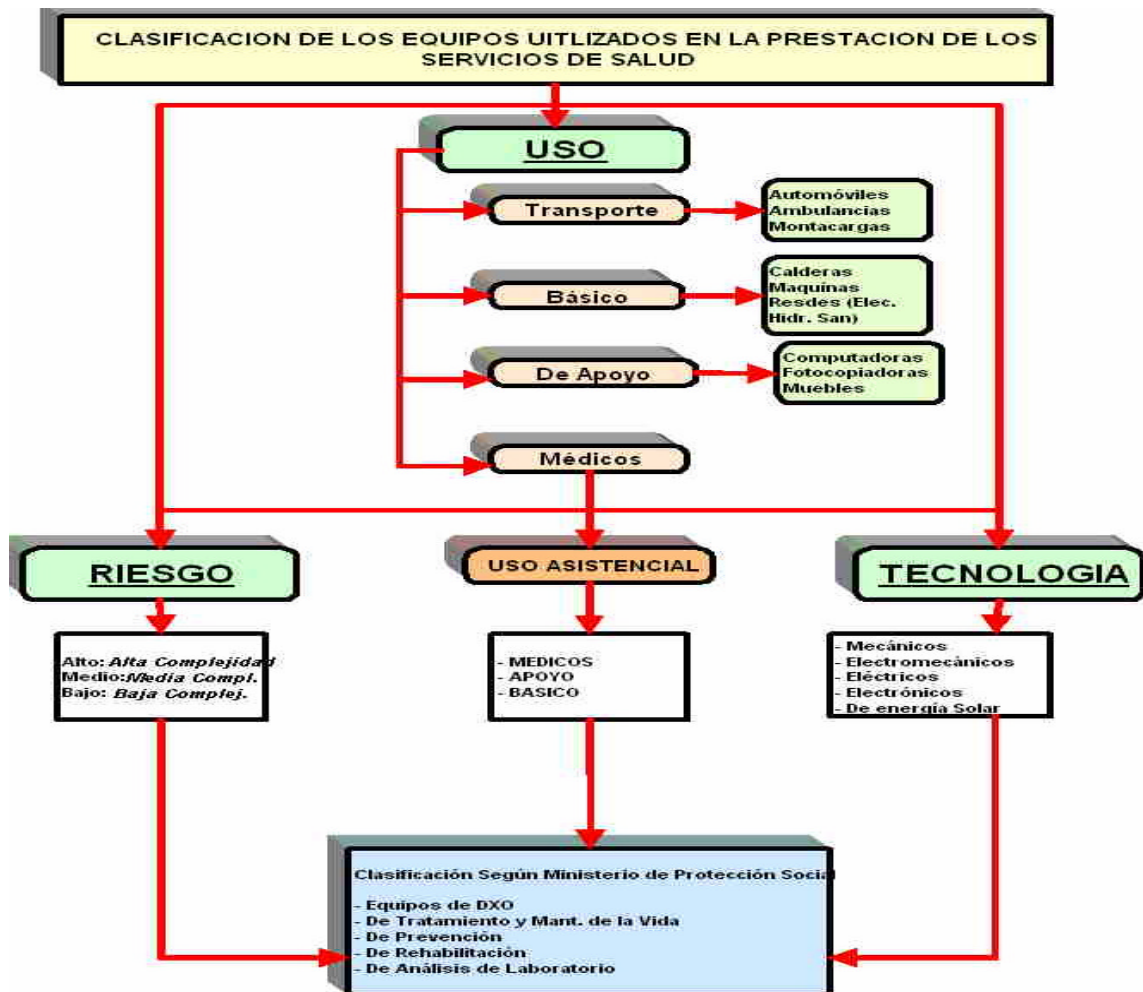 CLASIFICACION DE LOS EQUIPOS UITLIZADOS EN LA PRESTACION DE LOS
SERVICIOS DE SALUD
USO
Transporte
Automóviles
Ambulancias
Montacargas
Básico
Calderas
Maquínas
Resdes (Elec.
Hidr. San)
De Apoyo
Computadoras
Fotocopiadoras
Muebles
Médicos
RIESGO
Alto: Alta Complejidad
Medio:Media Compl.
Bajo: Baja Complej.
USO ASISTENCIAL
- MEDICOS
- APOYO
- BASICO
TECNOLOGIA
- Mecánicos
- Electromecánicos
- Eléctricos
- Electrónicos
- De energía Solar
Clasificación Según Ministerio de Protección Social
- Equipos de DXO
- De Tratamiento y Mant. de la Vida
- De Prevención
- De Rehabilitación
- De Análisis de Laboratorio